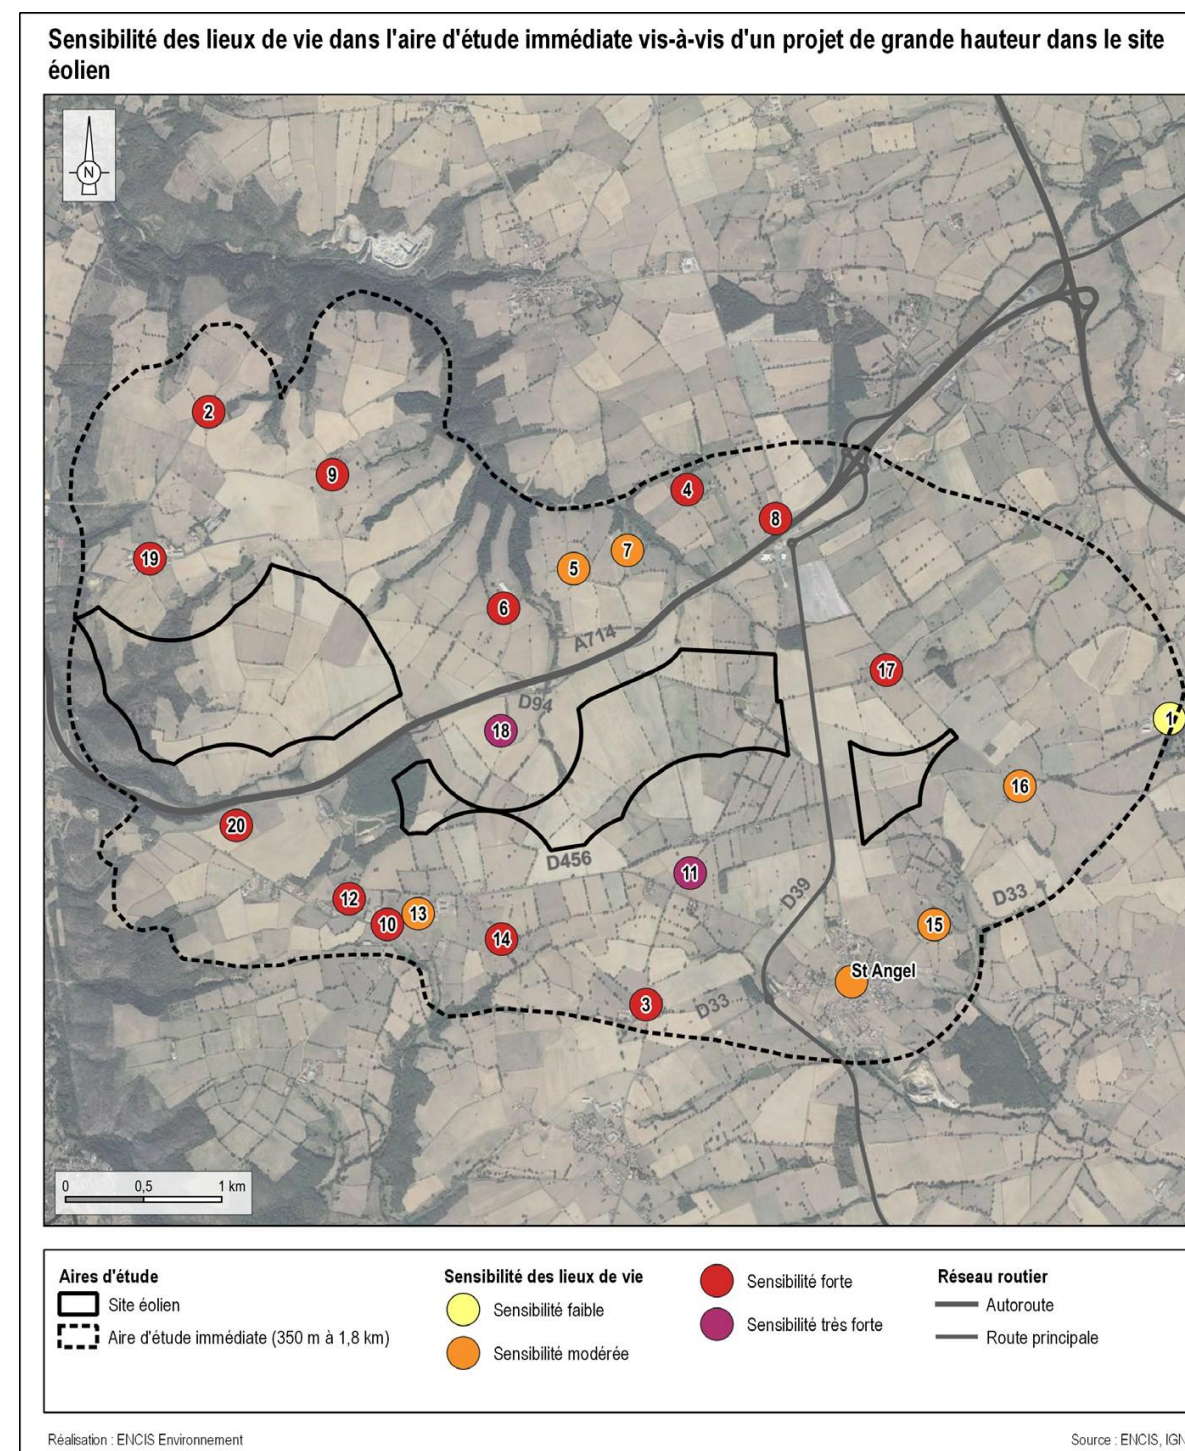 Sensibilité des lieux de vie dans l'aire d'étude immédiate vis-à-vis d'un projet de grande hauteur dans le site
éolien
N
2
9
4
8
19
7
5
6
A714
17
D94
18
1
16
20
D456
11
D39
12
13
10
D33
15
14
St Angel
3
D33
0 0,5 1 km
Aires d'étude
Site éolien
Aire d'étude immédiate (350 m à 1,8 km)
Sensibilité des lieux de vie
Sensibilité faible
Sensibilité modérée
Sensibilité forte
Sensibilité très forte
Réseau routier
Autoroute
Route principale
Réalisation : ENCIS Environnement
Source : ENCIS, IGN